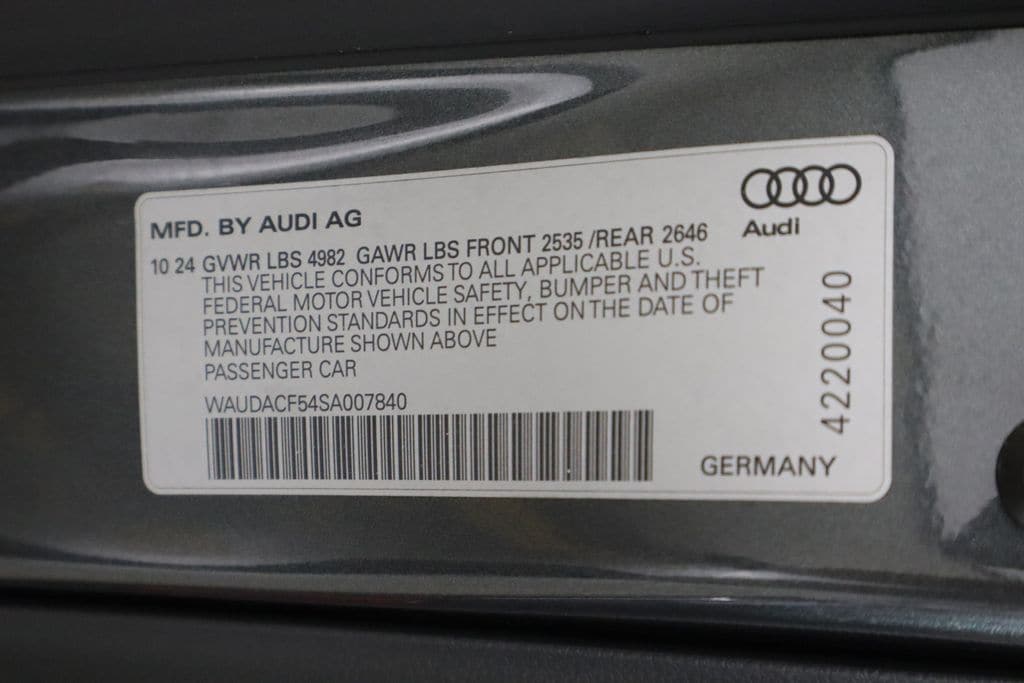 MFD. BY AUDI AG
Audi
10 24 GVWR LBS 4982 GAWR LBS FRONT 2535 /REAR 2646
THIS VEHICLE CONFORMS TO ALL APPLICABLE U.S.
FEDERAL MOTOR VEHICLE SAFETY, BUMPER AND THEFT
PREVENTION STANDARDS IN EFFECT ON THE DATE OF
MANUFACTURE SHOWN ABOVE
PASSENGER CAR
WAUDACF54SA007840
GERMANY
4220040